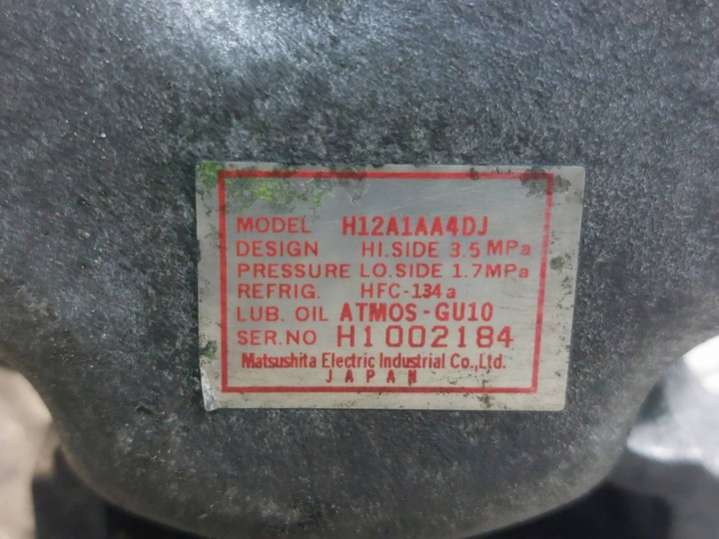 MODEL H12A1AA4DJ
DESIGN HI.SIDE 3.5 MPa
PRESSURE LO.SIDE 1.7MPa
REFRIG. HFC-134a
LUB. OIL ATMOS-GU10
SER.NO H1002184
Matsushita Electric Industrial Co.,Ltd.
JAPAN